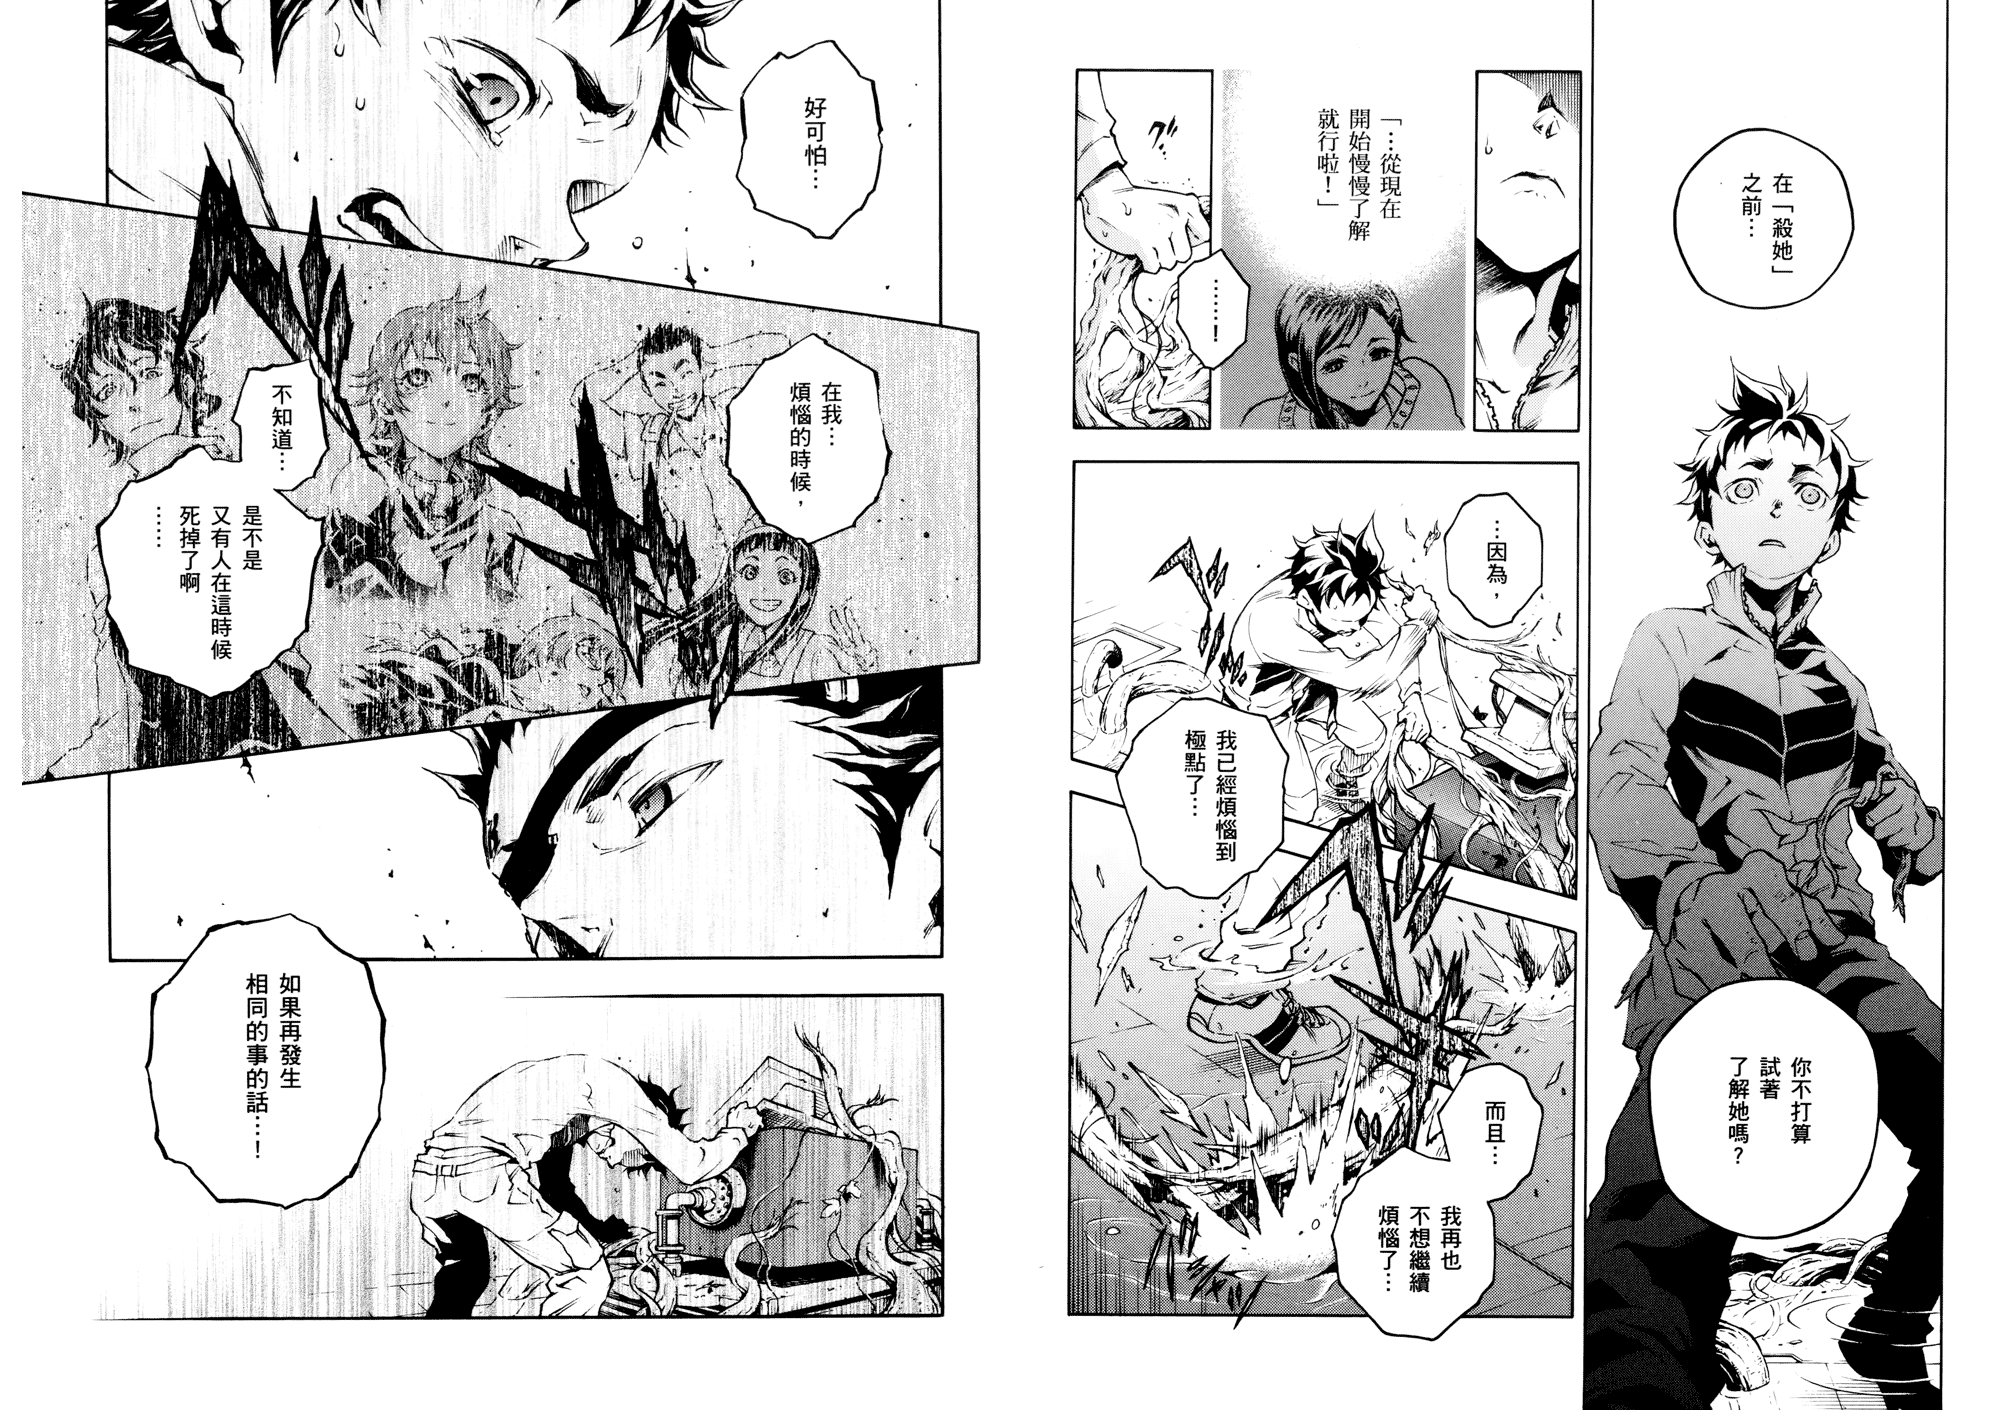 在「殺她」
之前…
你不打算
試著
了解她嗎？
「…從現在
開始慢慢了解
就行啦！」
……！
…因為，
我已經煩惱到
極點了…
而且…
我再也
不想繼續
煩惱了…
好可怕…
在我…
煩惱的時候，
不知道…
是不是
又有人在這時候
死掉了啊
……
如果再發生
相同的事的話…！